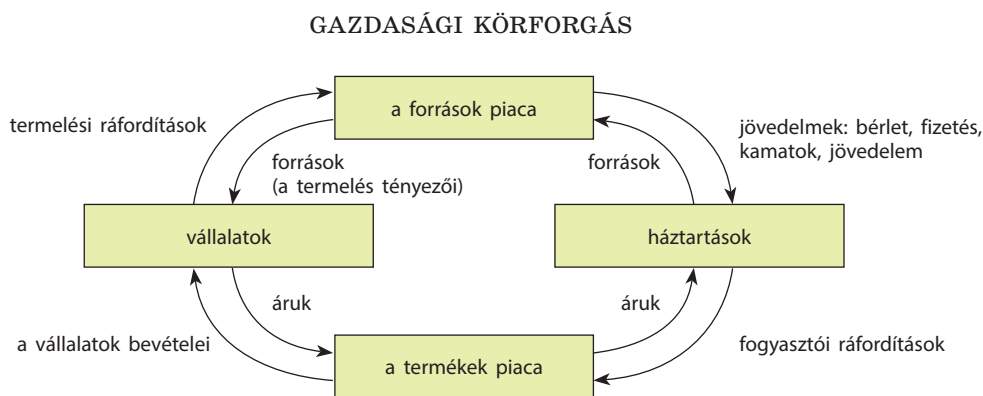 GAZDASÁGI KÖRFORGÁS
a források piaca
termelési ráfordítások
jövedelmek: bérlet, fizetés,
kamatok, jövedelem
források
(a termelés tényezői)
források
vállalatok
háztartások
áruk
áruk
a vállalatok bevételei
fogyasztói ráfordítások
a termékek piaca